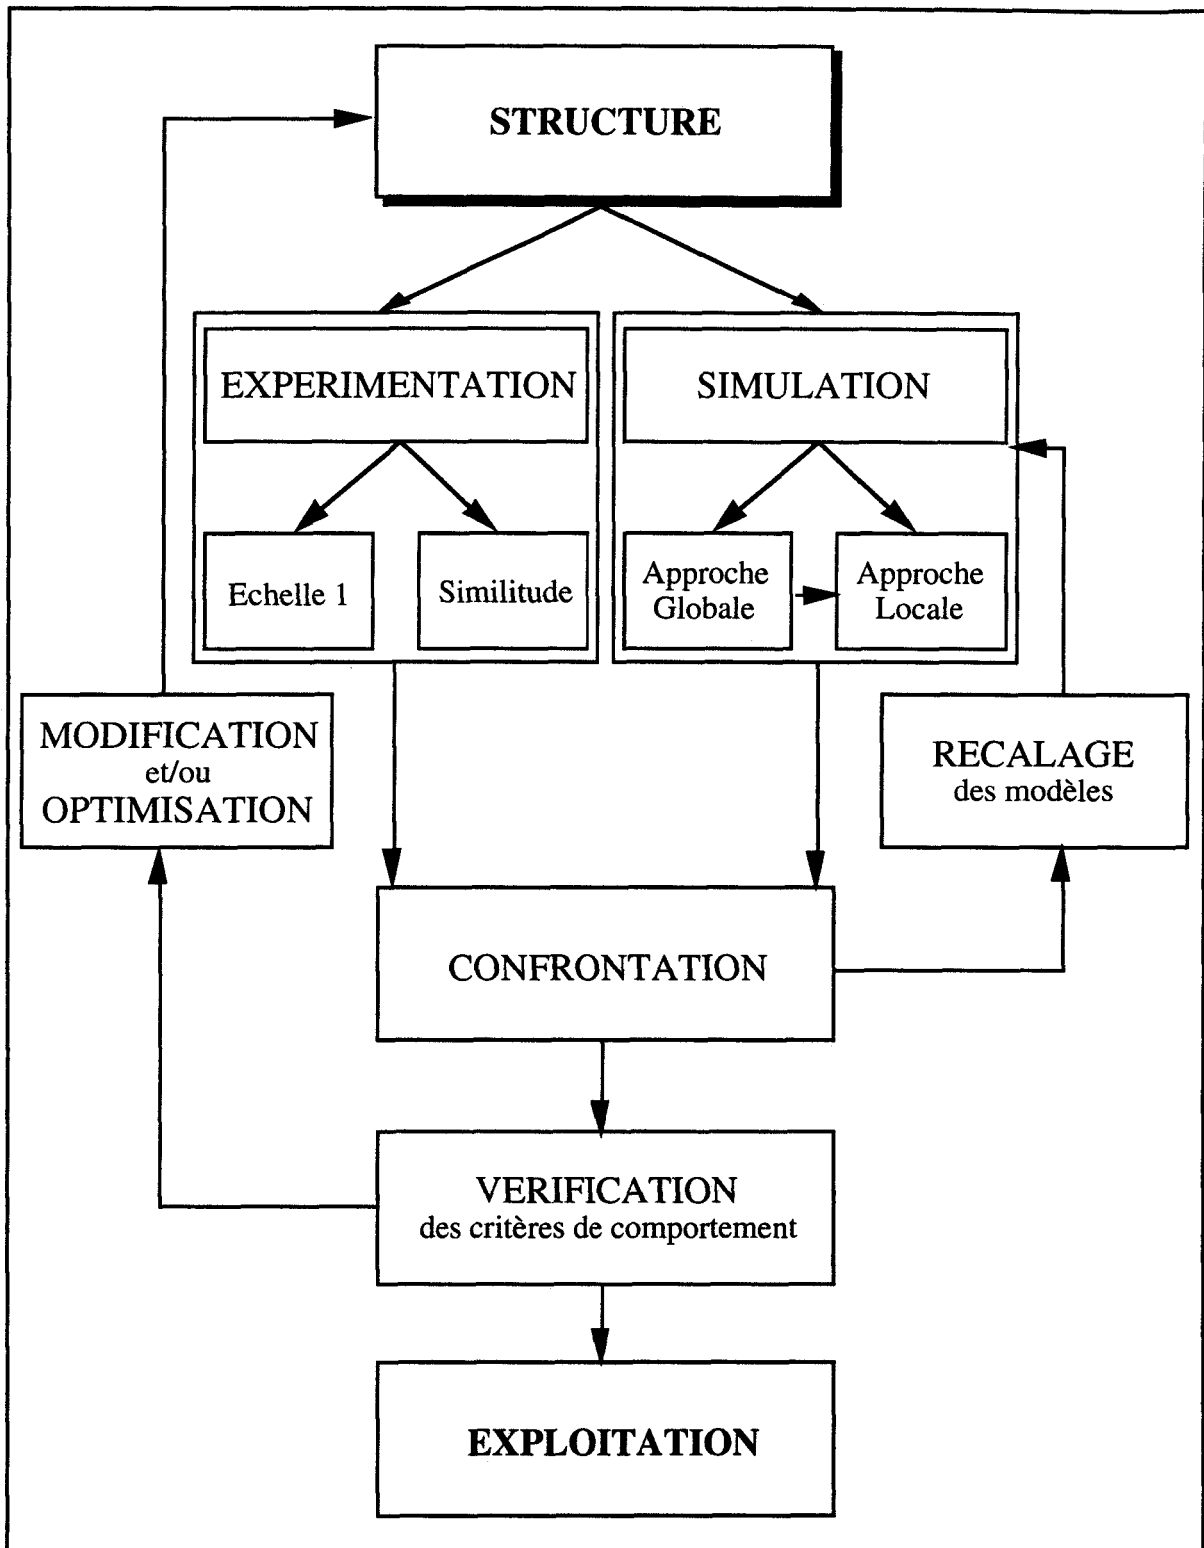 STRUCTURE
EXPERIMENTATION
SIMULATION
Echelle 1
Similitude
Approche
Globale
Approche
Locale
MODIFICATION
et/ou
OPTIMISATION
RECALAGE
des modèles
CONFRONTATION
VERIFICATION
des critères de comportement
EXPLOITATION